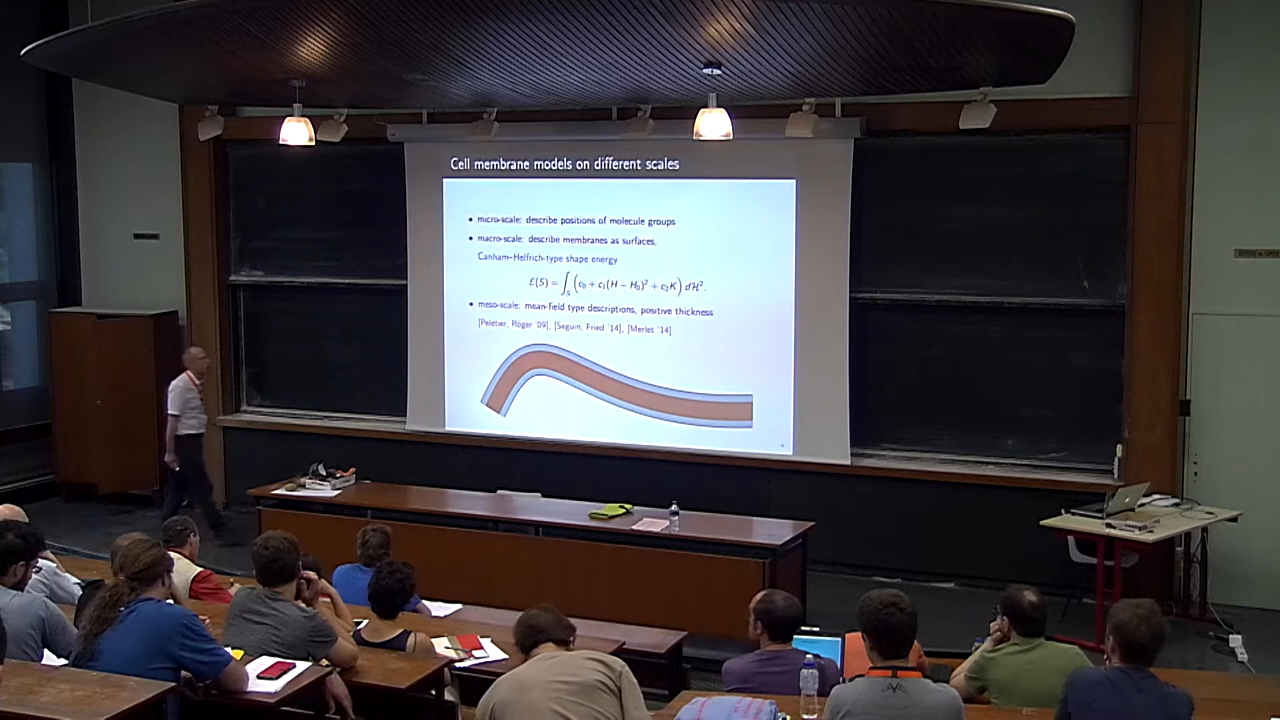 Cell membrane models on different scales
• micro-scale: describe positions of molecule groups
• macro-scale: describe membranes as surfaces,
Canham–Helfrich-type shape energy
E(S) = ∫_S (c₀ + c₁(H − H₀)² + c₂K) dℋ².
• meso-scale: mean-field type descriptions, positive thickness
[Peletier, Röger '09], [Seguin, Fried '14], [Merlet '14]